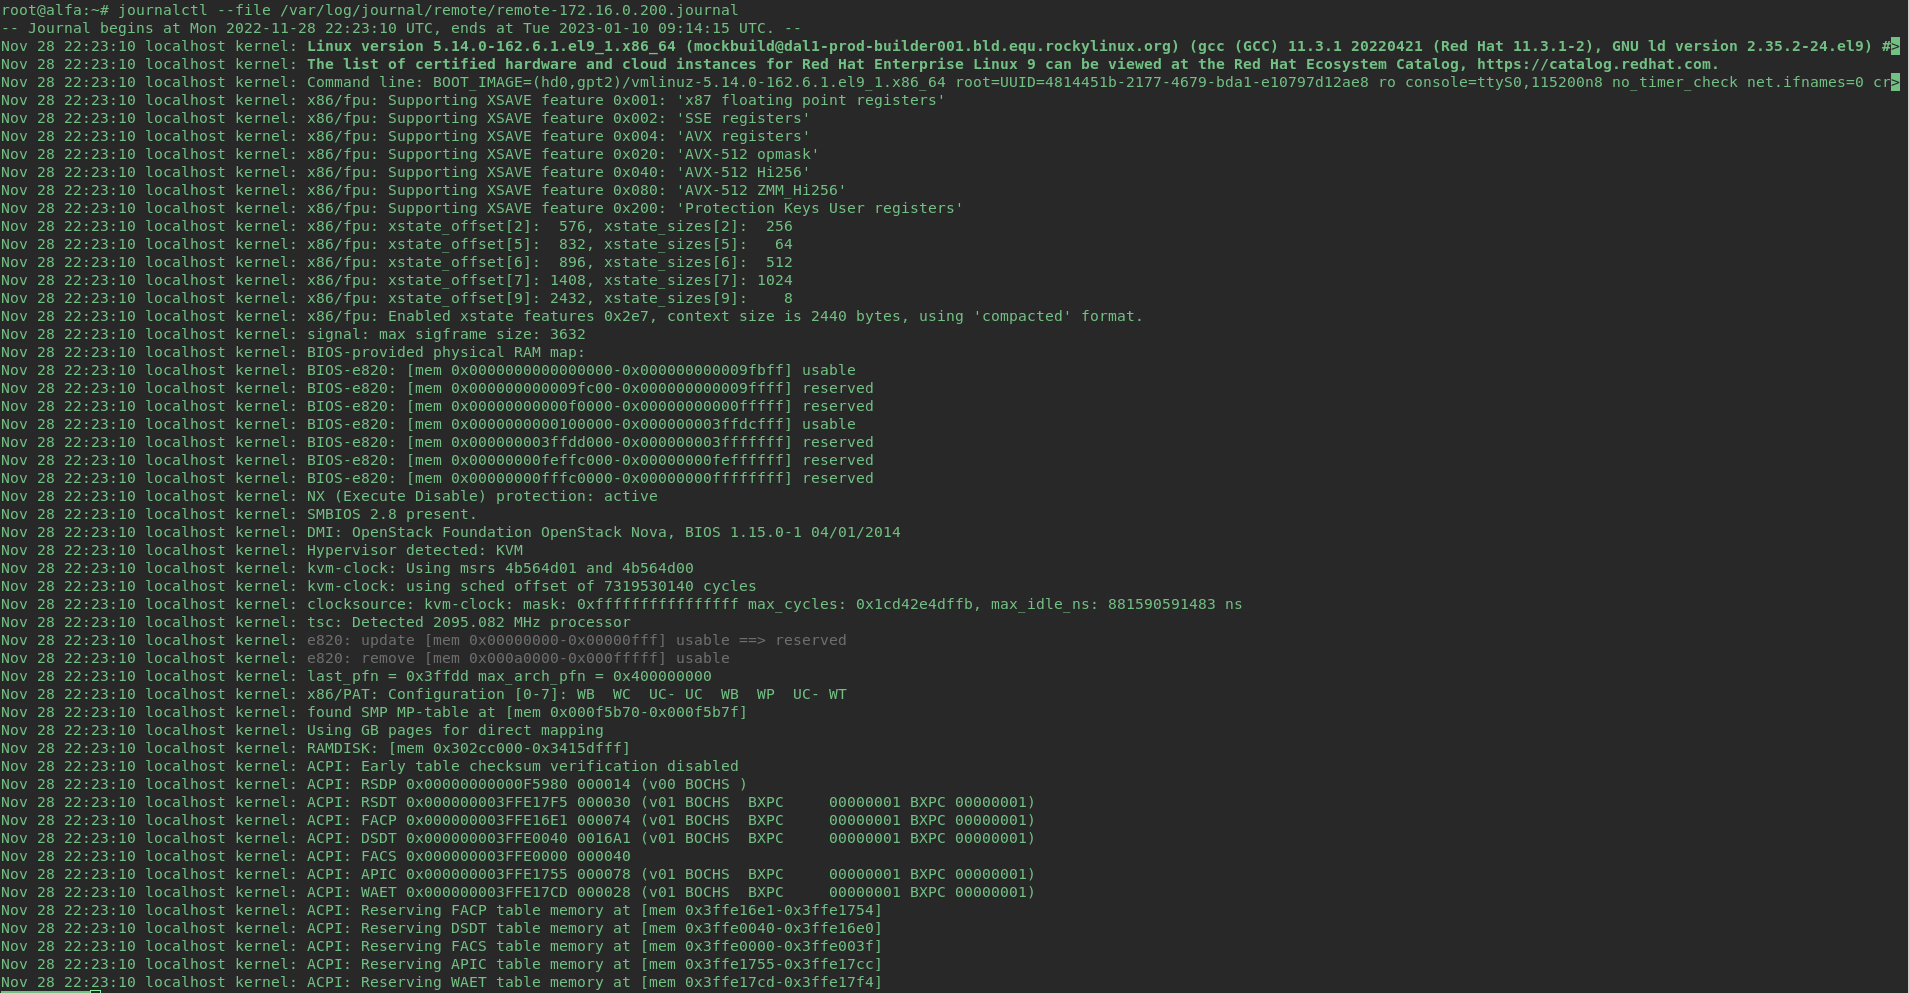 root@alfa:~# journalctl --file /var/log/journal/remote/remote-172.16.0.200.journal
-- Journal begins at Mon 2022-11-28 22:23:10 UTC, ends at Tue 2023-01-10 09:14:15 UTC. --
Nov 28 22:23:10 localhost kernel: Linux version 5.14.0-162.6.1.el9_1.x86_64 (mockbuild@dal1-prod-builder001.bld.equ.rockylinux.org) (gcc (GCC) 11.3.1 20220421 (Red Hat 11.3.1-2), GNU ld version 2.35.2-24.el9) #>
Nov 28 22:23:10 localhost kernel: The list of certified hardware and cloud instances for Red Hat Enterprise Linux 9 can be viewed at the Red Hat Ecosystem Catalog, https://catalog.redhat.com.
Nov 28 22:23:10 localhost kernel: Command line: BOOT_IMAGE=(hd0,gpt2)/vmlinuz-5.14.0-162.6.1.el9_1.x86_64 root=UUID=4814451b-2177-4679-bda1-e10797d12ae8 ro console=ttyS0,115200n8 no_timer_check net.ifnames=0 cr>
Nov 28 22:23:10 localhost kernel: x86/fpu: Supporting XSAVE feature 0x001: 'x87 floating point registers'
Nov 28 22:23:10 localhost kernel: x86/fpu: Supporting XSAVE feature 0x002: 'SSE registers'
Nov 28 22:23:10 localhost kernel: x86/fpu: Supporting XSAVE feature 0x004: 'AVX registers'
Nov 28 22:23:10 localhost kernel: x86/fpu: Supporting XSAVE feature 0x020: 'AVX-512 opmask'
Nov 28 22:23:10 localhost kernel: x86/fpu: Supporting XSAVE feature 0x040: 'AVX-512 Hi256'
Nov 28 22:23:10 localhost kernel: x86/fpu: Supporting XSAVE feature 0x080: 'AVX-512 ZMM_Hi256'
Nov 28 22:23:10 localhost kernel: x86/fpu: Supporting XSAVE feature 0x200: 'Protection Keys User registers'
Nov 28 22:23:10 localhost kernel: x86/fpu: xstate_offset[2]:  576, xstate_sizes[2]:  256
Nov 28 22:23:10 localhost kernel: x86/fpu: xstate_offset[5]:  832, xstate_sizes[5]:   64
Nov 28 22:23:10 localhost kernel: x86/fpu: xstate_offset[6]:  896, xstate_sizes[6]:  512
Nov 28 22:23:10 localhost kernel: x86/fpu: xstate_offset[7]: 1408, xstate_sizes[7]: 1024
Nov 28 22:23:10 localhost kernel: x86/fpu: xstate_offset[9]: 2432, xstate_sizes[9]:    8
Nov 28 22:23:10 localhost kernel: x86/fpu: Enabled xstate features 0x2e7, context size is 2440 bytes, using 'compacted' format.
Nov 28 22:23:10 localhost kernel: signal: max sigframe size: 3632
Nov 28 22:23:10 localhost kernel: BIOS-provided physical RAM map:
Nov 28 22:23:10 localhost kernel: BIOS-e820: [mem 0x0000000000000000-0x000000000009fbff] usable
Nov 28 22:23:10 localhost kernel: BIOS-e820: [mem 0x000000000009fc00-0x000000000009ffff] reserved
Nov 28 22:23:10 localhost kernel: BIOS-e820: [mem 0x00000000000f0000-0x00000000000fffff] reserved
Nov 28 22:23:10 localhost kernel: BIOS-e820: [mem 0x0000000000100000-0x000000003ffdcfff] usable
Nov 28 22:23:10 localhost kernel: BIOS-e820: [mem 0x000000003ffdd000-0x000000003fffffff] reserved
Nov 28 22:23:10 localhost kernel: BIOS-e820: [mem 0x00000000feffc000-0x00000000feffffff] reserved
Nov 28 22:23:10 localhost kernel: BIOS-e820: [mem 0x00000000fffc0000-0x00000000ffffffff] reserved
Nov 28 22:23:10 localhost kernel: NX (Execute Disable) protection: active
Nov 28 22:23:10 localhost kernel: SMBIOS 2.8 present.
Nov 28 22:23:10 localhost kernel: DMI: OpenStack Foundation OpenStack Nova, BIOS 1.15.0-1 04/01/2014
Nov 28 22:23:10 localhost kernel: Hypervisor detected: KVM
Nov 28 22:23:10 localhost kernel: kvm-clock: Using msrs 4b564d01 and 4b564d00
Nov 28 22:23:10 localhost kernel: kvm-clock: using sched offset of 7319530140 cycles
Nov 28 22:23:10 localhost kernel: clocksource: kvm-clock: mask: 0xffffffffffffffff max_cycles: 0x1cd42e4dffb, max_idle_ns: 881590591483 ns
Nov 28 22:23:10 localhost kernel: tsc: Detected 2095.082 MHz processor
Nov 28 22:23:10 localhost kernel: e820: update [mem 0x00000000-0x00000fff] usable ==> reserved
Nov 28 22:23:10 localhost kernel: e820: remove [mem 0x000a0000-0x000fffff] usable
Nov 28 22:23:10 localhost kernel: last_pfn = 0x3ffdd max_arch_pfn = 0x400000000
Nov 28 22:23:10 localhost kernel: x86/PAT: Configuration [0-7]: WB  WC  UC- UC  WB  WP  UC- WT
Nov 28 22:23:10 localhost kernel: found SMP MP-table at [mem 0x000f5b70-0x000f5b7f]
Nov 28 22:23:10 localhost kernel: Using GB pages for direct mapping
Nov 28 22:23:10 localhost kernel: RAMDISK: [mem 0x302cc000-0x3415dfff]
Nov 28 22:23:10 localhost kernel: ACPI: Early table checksum verification disabled
Nov 28 22:23:10 localhost kernel: ACPI: RSDP 0x00000000000F5980 000014 (v00 BOCHS )
Nov 28 22:23:10 localhost kernel: ACPI: RSDT 0x000000003FFE17F5 000030 (v01 BOCHS  BXPC     00000001 BXPC 00000001)
Nov 28 22:23:10 localhost kernel: ACPI: FACP 0x000000003FFE16E1 000074 (v01 BOCHS  BXPC     00000001 BXPC 00000001)
Nov 28 22:23:10 localhost kernel: ACPI: DSDT 0x000000003FFE0040 0016A1 (v01 BOCHS  BXPC     00000001 BXPC 00000001)
Nov 28 22:23:10 localhost kernel: ACPI: FACS 0x000000003FFE0000 000040
Nov 28 22:23:10 localhost kernel: ACPI: APIC 0x000000003FFE1755 000078 (v01 BOCHS  BXPC     00000001 BXPC 00000001)
Nov 28 22:23:10 localhost kernel: ACPI: WAET 0x000000003FFE17CD 000028 (v01 BOCHS  BXPC     00000001 BXPC 00000001)
Nov 28 22:23:10 localhost kernel: ACPI: Reserving FACP table memory at [mem 0x3ffe16e1-0x3ffe1754]
Nov 28 22:23:10 localhost kernel: ACPI: Reserving DSDT table memory at [mem 0x3ffe0040-0x3ffe16e0]
Nov 28 22:23:10 localhost kernel: ACPI: Reserving FACS table memory at [mem 0x3ffe0000-0x3ffe003f]
Nov 28 22:23:10 localhost kernel: ACPI: Reserving APIC table memory at [mem 0x3ffe1755-0x3ffe17cc]
Nov 28 22:23:10 localhost kernel: ACPI: Reserving WAET table memory at [mem 0x3ffe17cd-0x3ffe17f4]